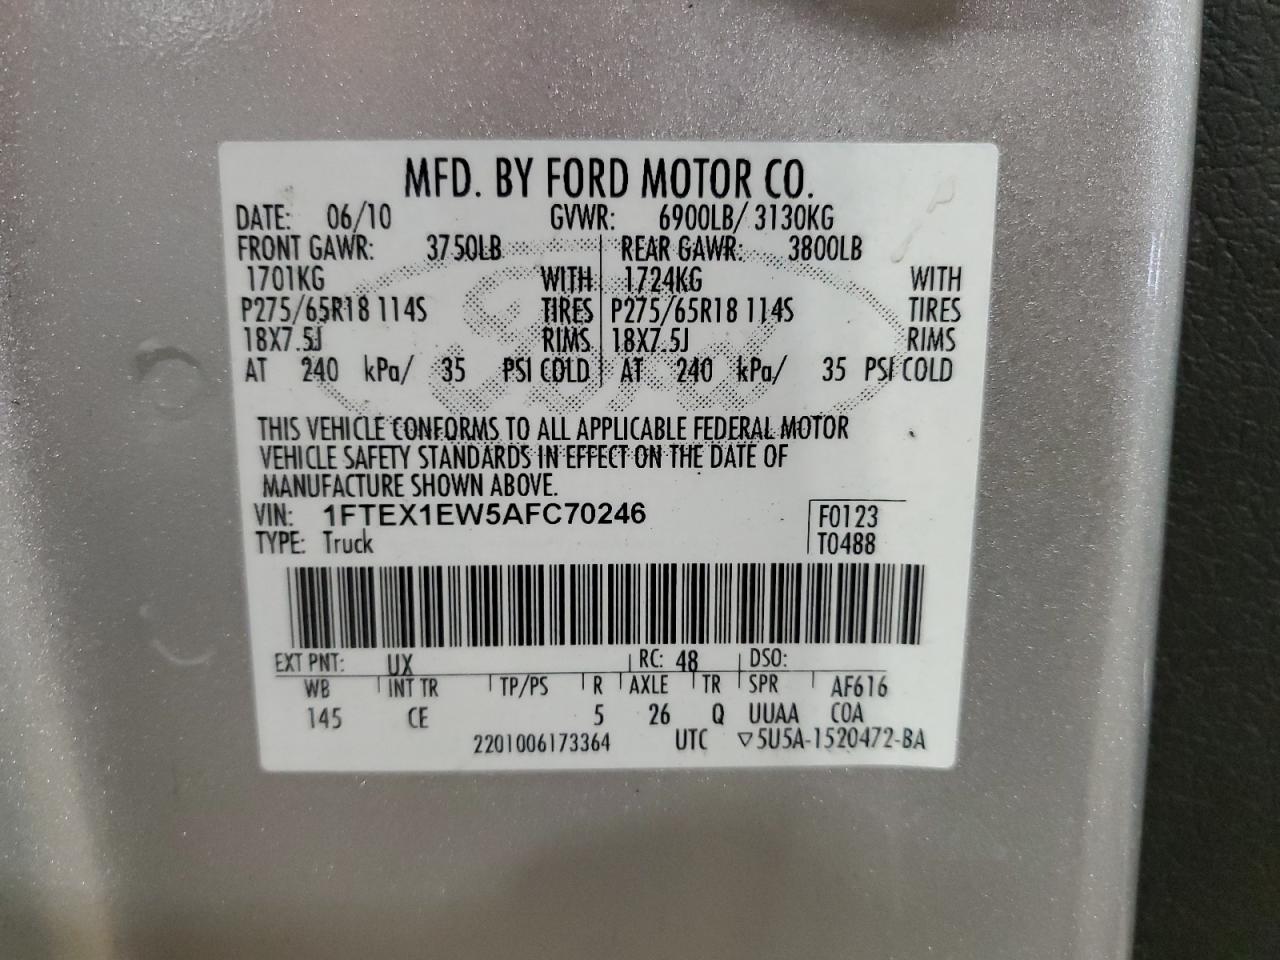 MFD. BY FORD MOTOR CO.
DATE: 06/10 GVWR: 6900LB/ 3130KG
FRONT GAWR: 3750LB REAR GAWR: 3800LB
1701KG WITH 1724KG WITH
P275/65R18 114S TIRES P275/65R18 114S TIRES
18X7.5J RIMS 18X7.5J RIMS
AT 240 kPa/ 35 PSI COLD AT 240 kPa/ 35 PSI COLD
THIS VEHICLE CONFORMS TO ALL APPLICABLE FEDERAL MOTOR
VEHICLE SAFETY STANDARDS IN EFFECT ON THE DATE OF
MANUFACTURE SHOWN ABOVE.
VIN: 1FTEX1EW5AFC70246 F0123
TYPE: Truck T0488
EXT PNT: UX RC: 48 DSO:
WB INT TR TP/PS R AXLE TR SPR AF616
145 CE 5 26 Q UUAA COA
2201006173364 UTC ▽5U5A-1520472-BA